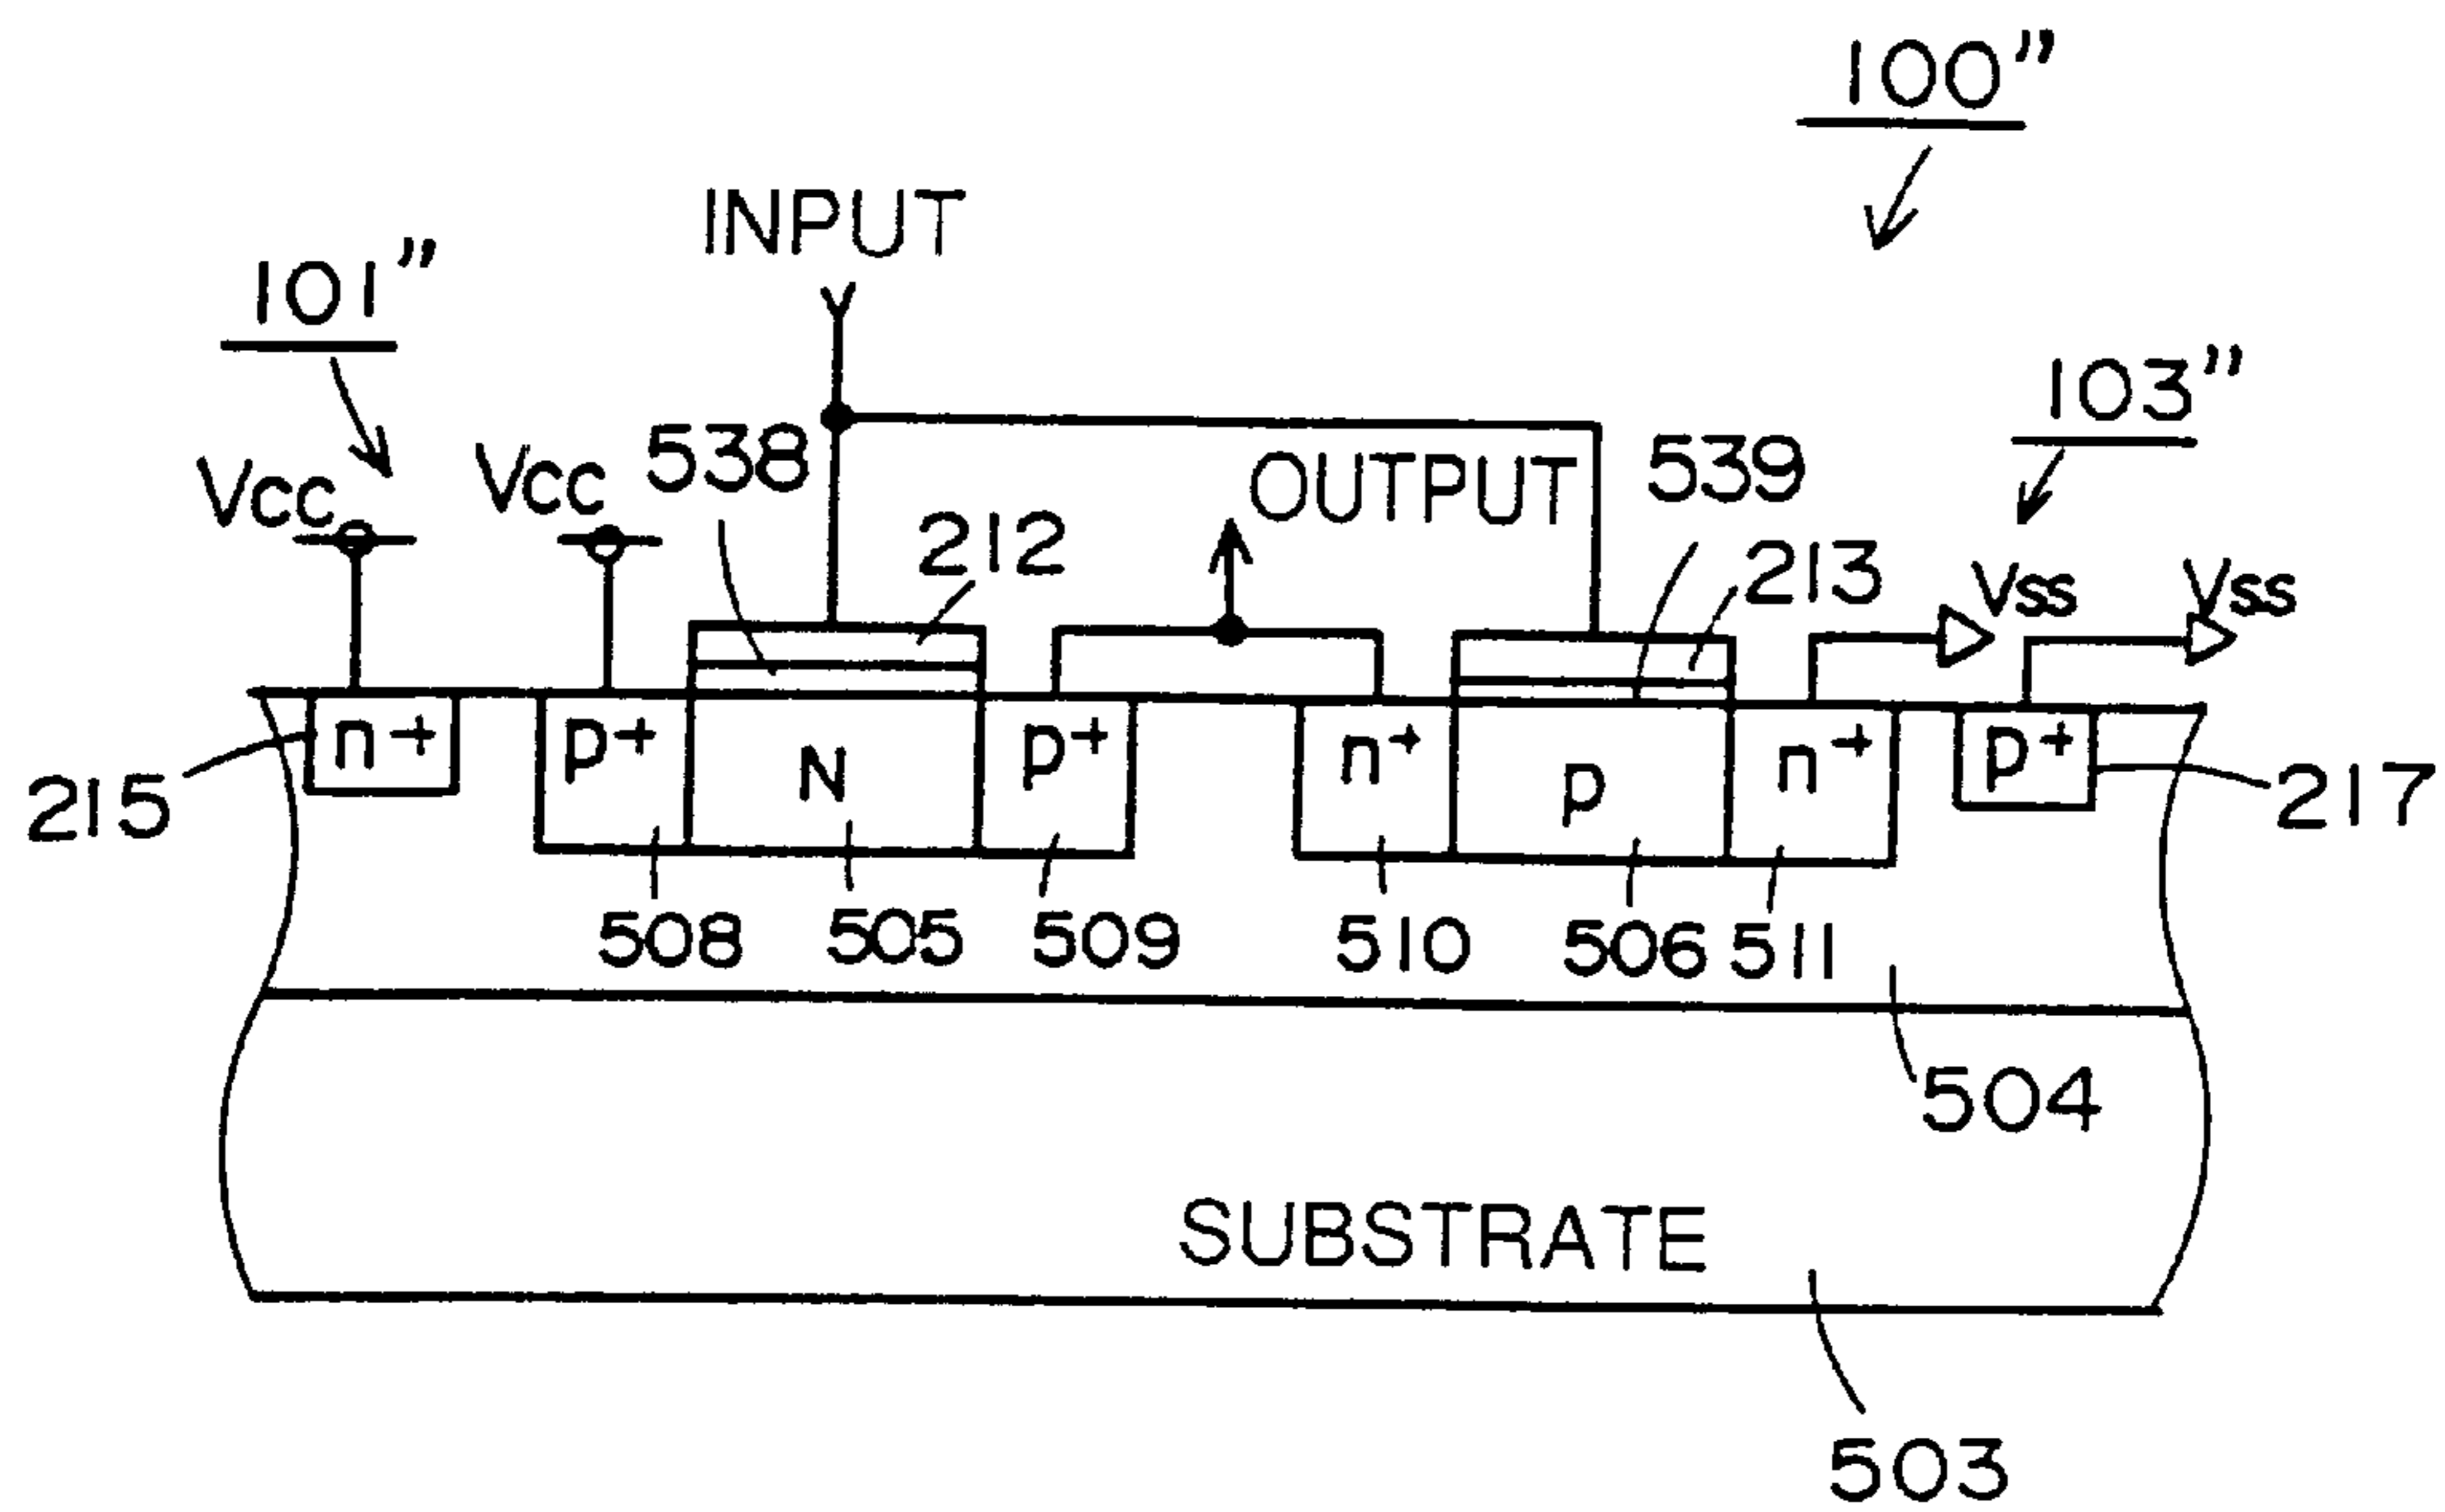 100"
INPUT
101"
103"
Vcc
Vcc
538
OUTPUT
539
212
213
Vss
Vss
n+
p+
N
p+
n+
p
n+
p+
215
217
508
505
509
510
506
511
504
SUBSTRATE
503